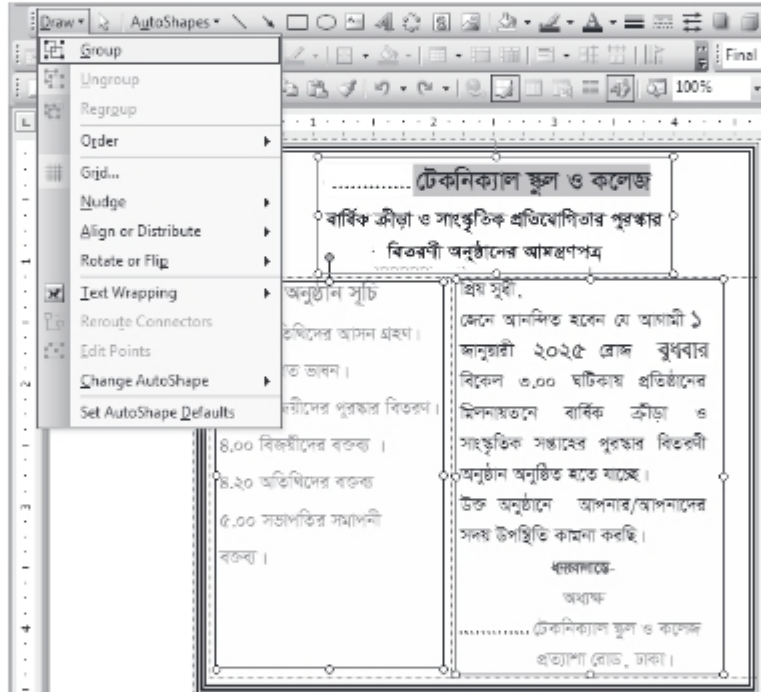 Draw AutoShapes
Final
100%
Group
Ungroup
Regroup
Order
Grid...
Nudge
Align or Distribute
Rotate or Flip
Text Wrapping
Reroute Connectors
Edit Points
Change AutoShape
Set AutoShape Defaults
............... টেকনিক্যাল স্কুল ও কলেজ
বার্ষিক ক্রীড়া ও সাংস্কৃতিক প্রতিযোগিতার পুরস্কার
বিতরণী অনুষ্ঠানের আমন্ত্রণপত্র
অনুষ্ঠান সূচি
অতিথিদের আসন গ্রহণ।
ভাষন।
পুরস্কার বিতরণ।
৪.০০ বিজয়ীদের বক্তব্য ।
৪.২০ অতিথিদের বক্তব্য
৫.০০ সভাপতির সমাপনী
বক্তব্য ।
প্রিয় সুধী,
জেনে আনন্দিত হবেন যে আগামী ১
জানুয়ারী ২০২৫ রোজ বুধবার
বিকেল ৩.০০ ঘটিকায় প্রতিষ্ঠানের
মিলনায়তনে বার্ষিক ক্রীড়া ও
সাংস্কৃতিক সপ্তাহের পুরস্কার বিতরণী
অনুষ্ঠান অনুষ্ঠিত হতে যাচ্ছে।
উক্ত অনুষ্ঠানে আপনার/আপনাদের
সদয় উপস্থিতি কামনা করছি।
ধন্যবাদান্তে-
অধ্যক্ষ
............... টেকনিক্যাল স্কুল ও কলেজ
প্রত্যাশা রোড, ঢাকা।